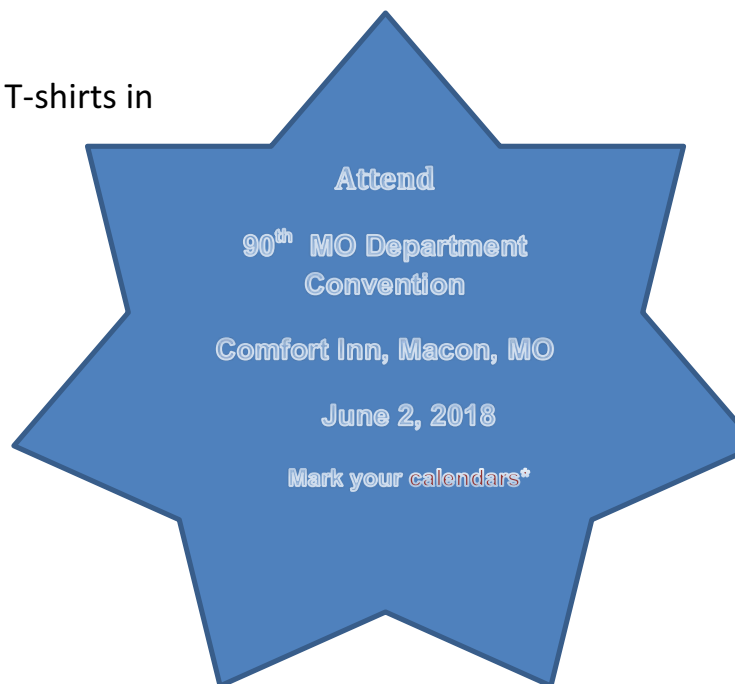 T-shirts in
Attend
90th MO Department
Convention
Comfort Inn, Macon, MO
June 2, 2018
Mark your calendars*